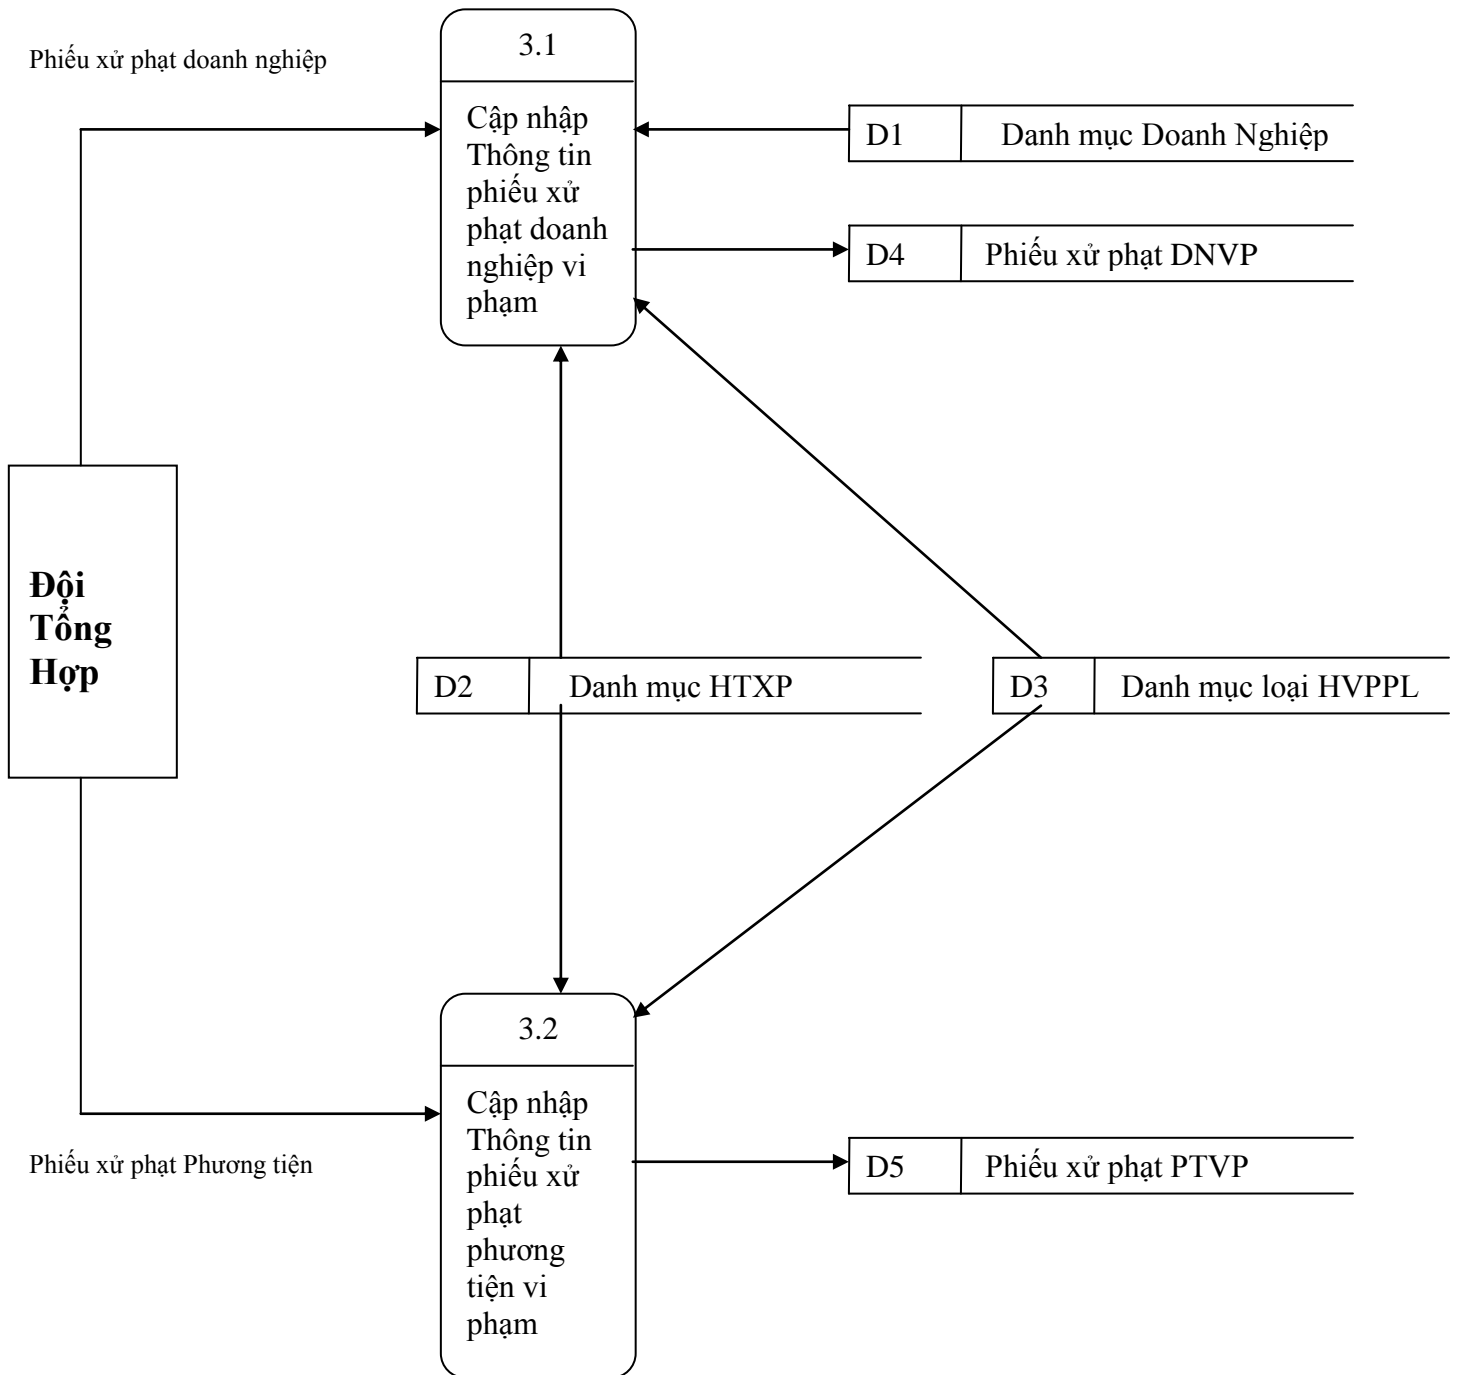 Phiếu xử phạt doanh nghiệp
3.1
Cập nhập
Thông tin
phiếu xử
phạt doanh
nghiệp vi
phạm
D1 Danh mục Doanh Nghiệp
D4 Phiếu xử phạt DNVP
Đội
Tổng
Hợp
D2 Danh mục HTXP
D3 Danh mục loại HVPPL
3.2
Cập nhập
Thông tin
phiếu xử
phạt
phương
tiện vi
phạm
Phiếu xử phạt Phương tiện
D5 Phiếu xử phạt PTVP